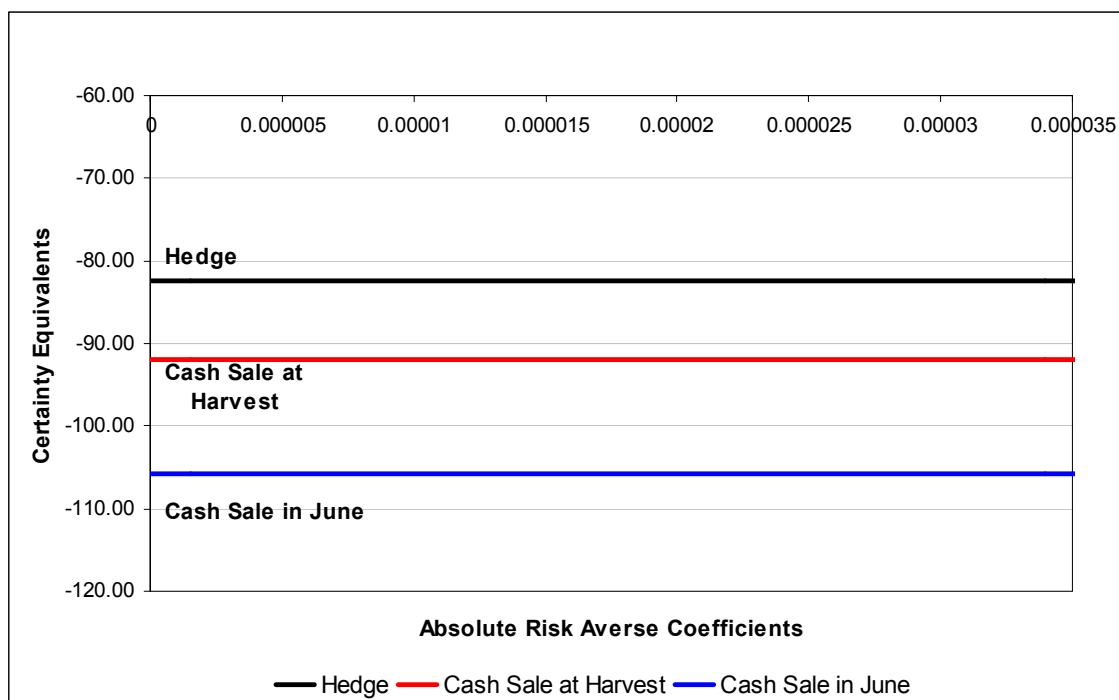 -60.00
0 0.000005 0.00001 0.000015 0.00002 0.000025 0.00003 0.000035
-70.00
Hedge
-80.00
-90.00
Cash Sale at
Harvest
-100.00
Cash Sale in June
-110.00
-120.00
Certainty Equivalents
Absolute Risk Averse Coefficients
Hedge Cash Sale at Harvest Cash Sale in June